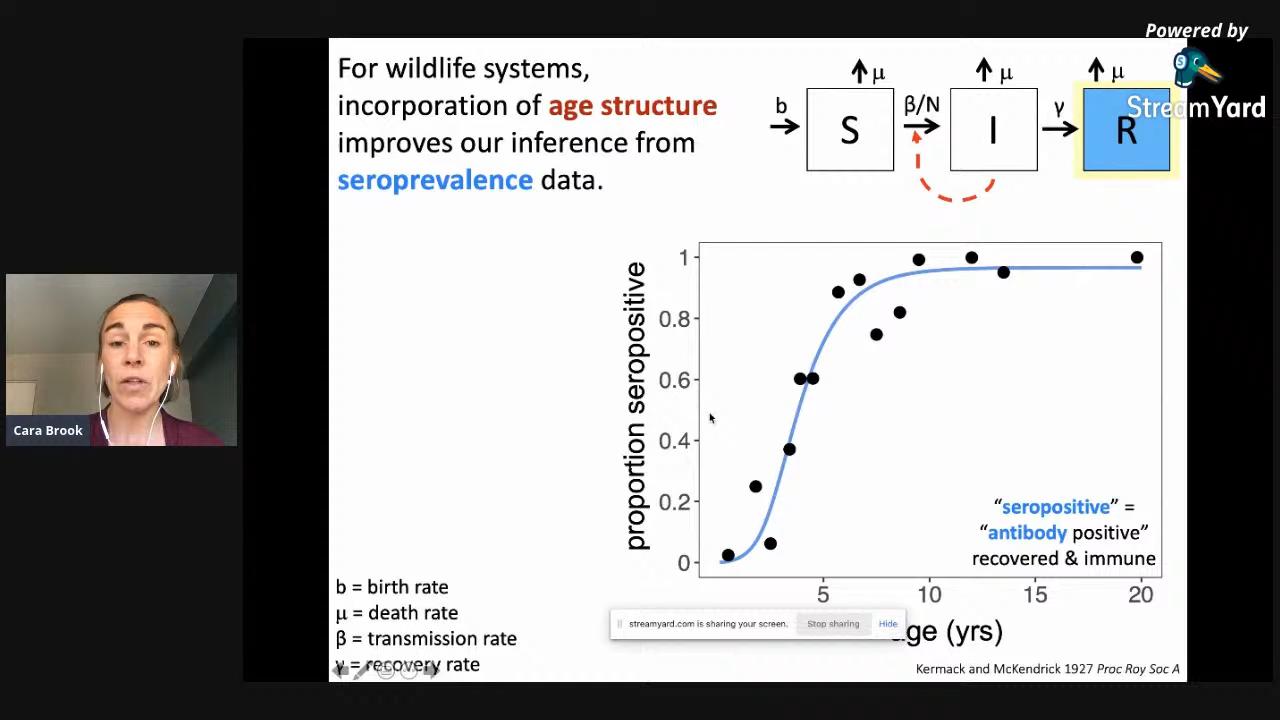 Powered by
StreamYard
For wildlife systems,
incorporation of age structure
improves our inference from
seroprevalence data.
μ μ μ
b β/N γ
S I R
proportion seropositive
1
0.8
0.6
0.4
0.2
0
5 10 15 20
age (yrs)
"seropositive" =
"antibody positive"
recovered & immune
Cara Brook
b = birth rate
μ = death rate
β = transmission rate
γ = recovery rate
streamyard.com is sharing your screen. Stop sharing Hide
Kermack and McKendrick 1927 Proc Roy Soc A